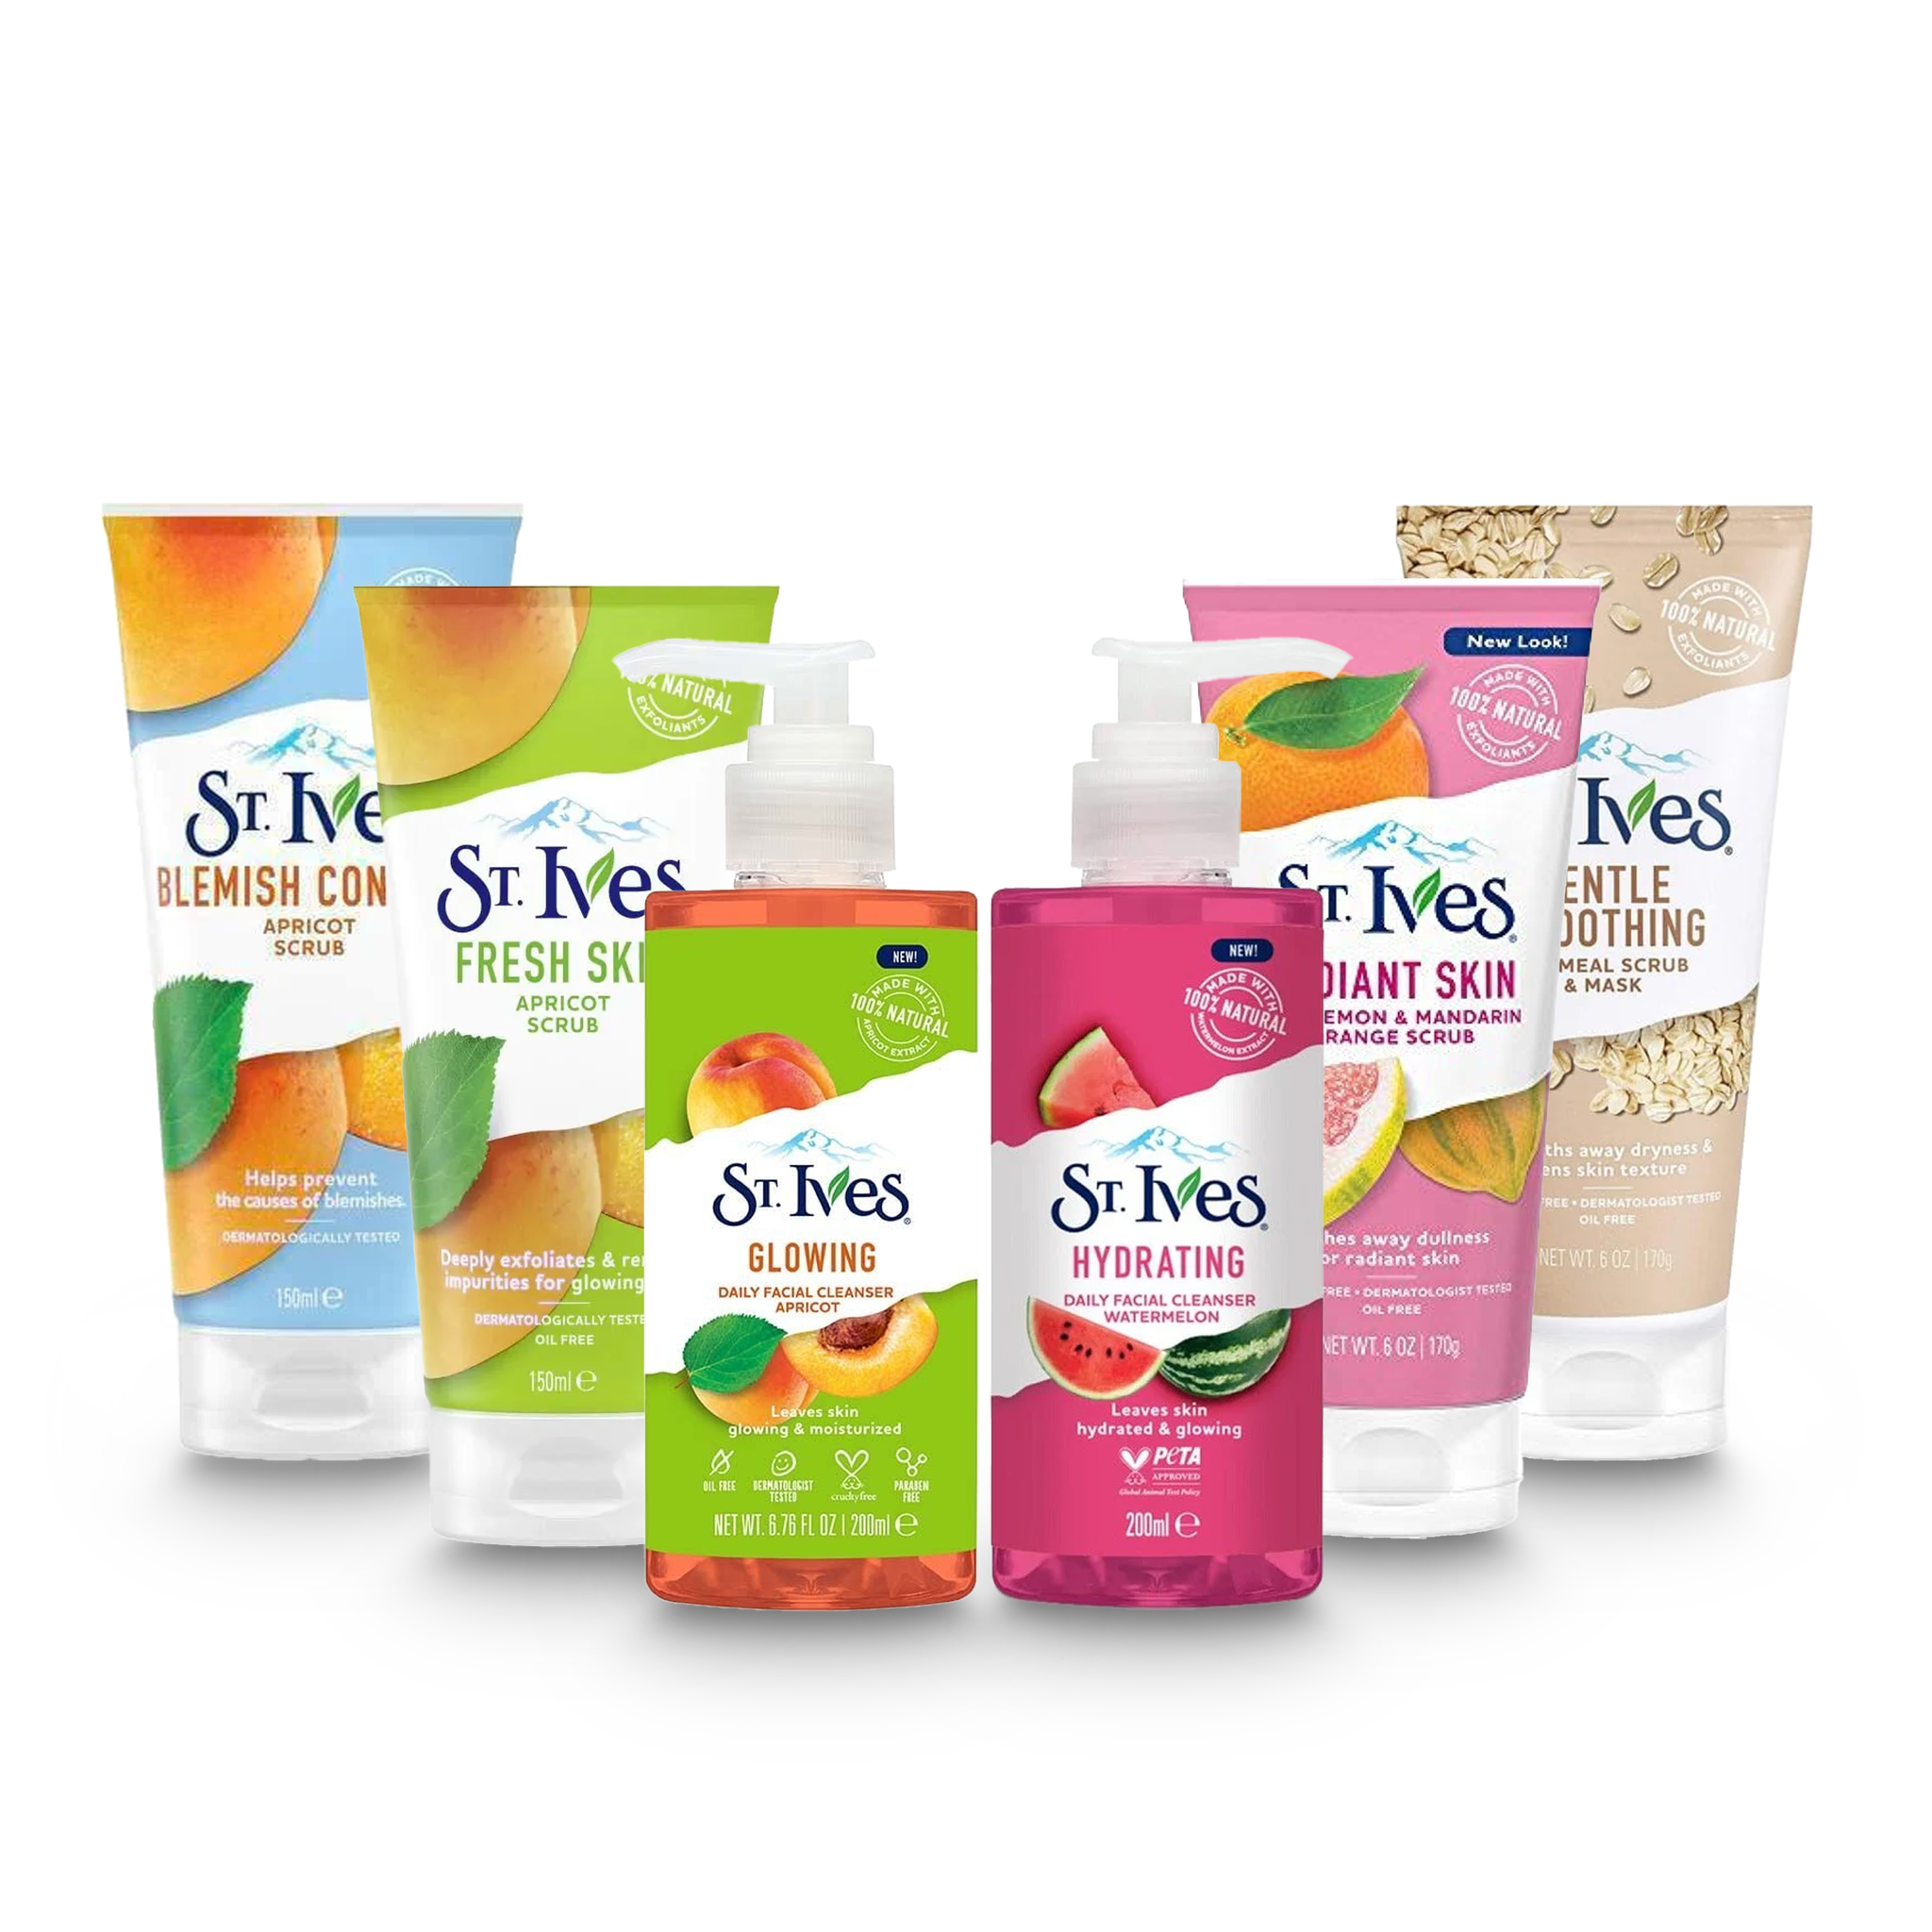 ST. Ive
BLEMISH CON
APRICOT
SCRUB
Helps prevent
the causes of blemishes.
DERMATOLOGICALLY TESTED
150ml e
NATURAL
EXFOLIANTS
ST. Ives
FRESH SKI
APRICOT
SCRUB
Deeply exfoliates & re
impurities for glowing
DERMATOLOGICALLY TESTE
OIL FREE
150ml e
NEW!
MADE WITH
100% NATURAL
APRICOT EXTRACT
ST. Ives
GLOWING
DAILY FACIAL CLEANSER
APRICOT
Leaves skin
glowing & moisturized
OIL FREE
DERMATOLOGIST
TESTED
crueltyfree
PARABEN
FREE
NET WT. 6.76 FL OZ | 200ml e
NEW!
MADE WITH
100% NATURAL
WATERMELON EXTRACT
ST. Ives
HYDRATING
DAILY FACIAL CLEANSER
WATERMELON
Leaves skin
hydrated & glowing
PETA
APPROVED
Global Animal Test Policy
200ml e
New Look!
MADE WITH
100% NATURAL
EXFOLIANTS
T. Ives
DIANT SKIN
EMON & MANDARIN
RANGE SCRUB
hes away dullness
or radiant skin
FREE • DERMATOLOGIST TESTED
OIL FREE
NET WT. 6 OZ | 170g
MADE WITH
100% NATURAL
EXFOLIANTS
Ives
ENTLE
OOTHING
MEAL SCRUB
& MASK
ths away dryness &
ens skin texture
FREE • DERMATOLOGIST TESTED
OIL FREE
NET WT. 6 OZ | 170g